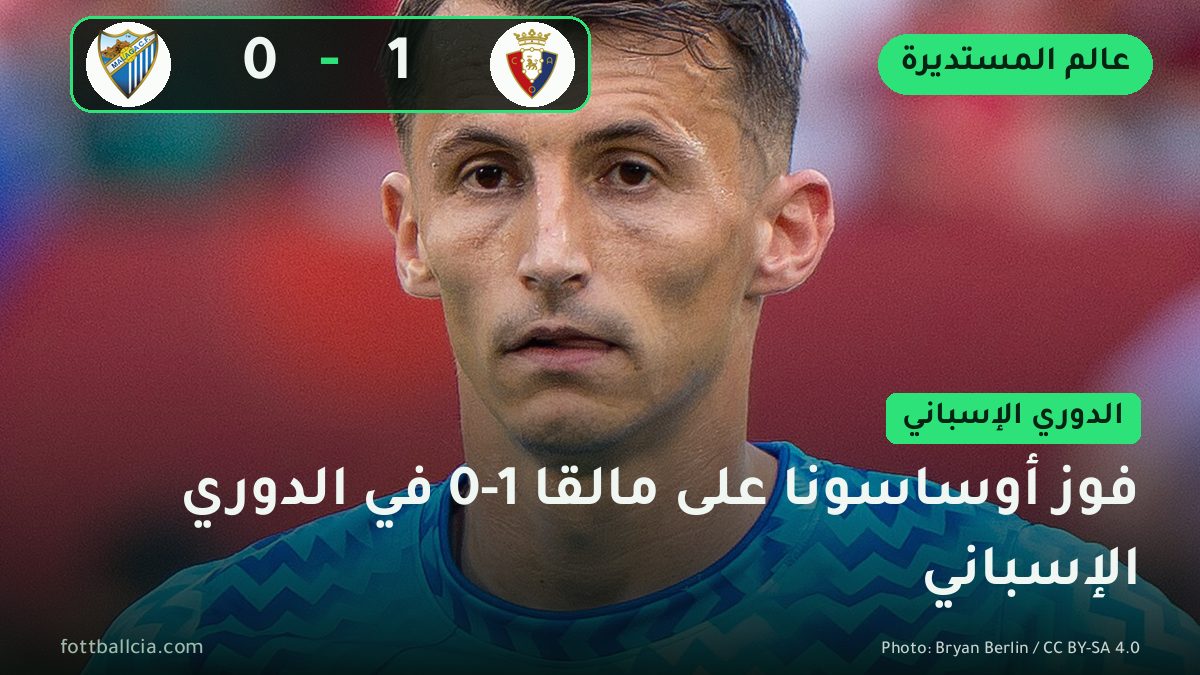 عالم المستديرة
0 - 1
MALAGA C.F.
C A O
الدوري الإسباني
فوز أوساسونا على مالقا 1-0 في الدوري
الإسباني
fottballcia.com
Photo: Bryan Berlin / CC BY-SA 4.0